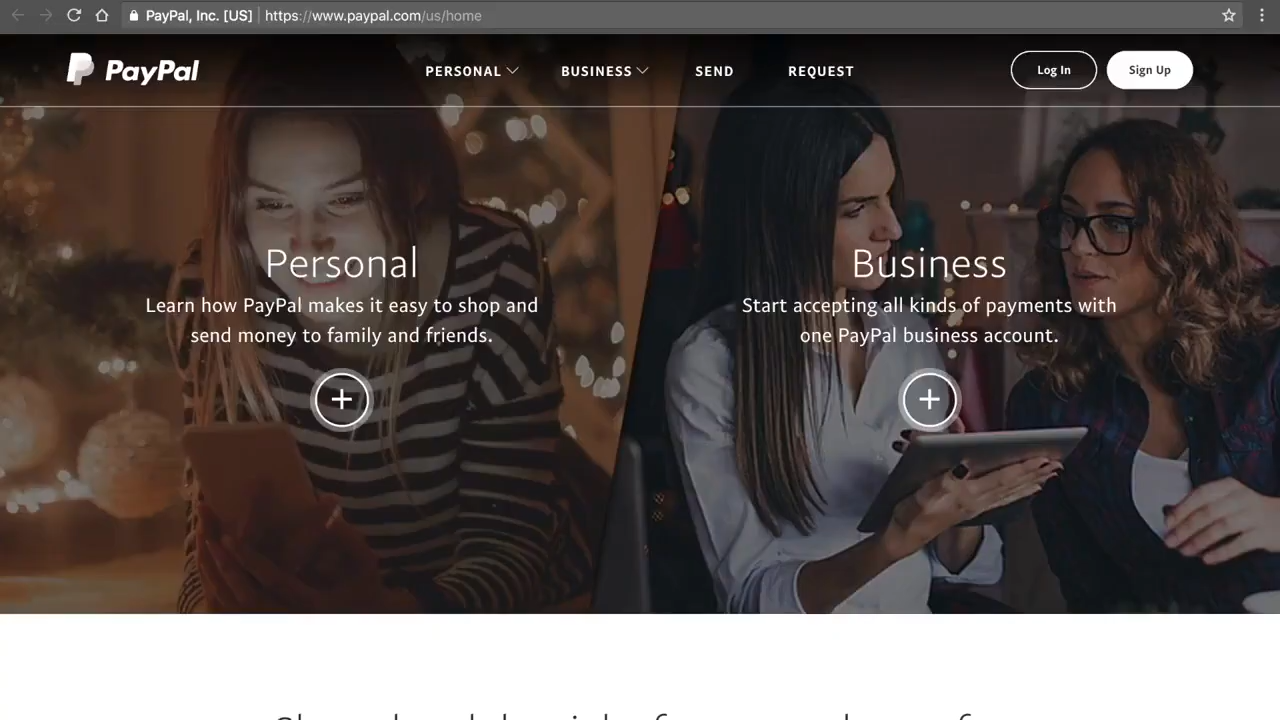 PayPal, Inc. [US] https://www.paypal.com/us/home
PayPal
PERSONAL BUSINESS SEND REQUEST
Log In Sign Up
Personal
Learn how PayPal makes it easy to shop and
send money to family and friends.
Business
Start accepting all kinds of payments with
one PayPal business account.